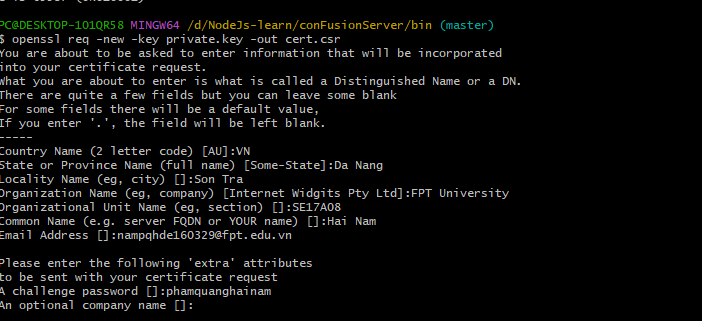 PC@DESKTOP-1O1QR58 MINGW64 /d/NodeJs-learn/conFusionServer/bin (master)
$ openssl req -new -key private.key -out cert.csr
You are about to be asked to enter information that will be incorporated
into your certificate request.
What you are about to enter is what is called a Distinguished Name or a DN.
There are quite a few fields but you can leave some blank
For some fields there will be a default value,
If you enter '.', the field will be left blank.
-----
Country Name (2 letter code) [AU]:VN
State or Province Name (full name) [Some-State]:Da Nang
Locality Name (eg, city) []:Son Tra
Organization Name (eg, company) [Internet Widgits Pty Ltd]:FPT University
Organizational Unit Name (eg, section) []:SE17A08
Common Name (e.g. server FQDN or YOUR name) []:Hai Nam
Email Address []:nampqhde160329@fpt.edu.vn

Please enter the following 'extra' attributes
to be sent with your certificate request
A challenge password []:phamquanghainam
An optional company name []: